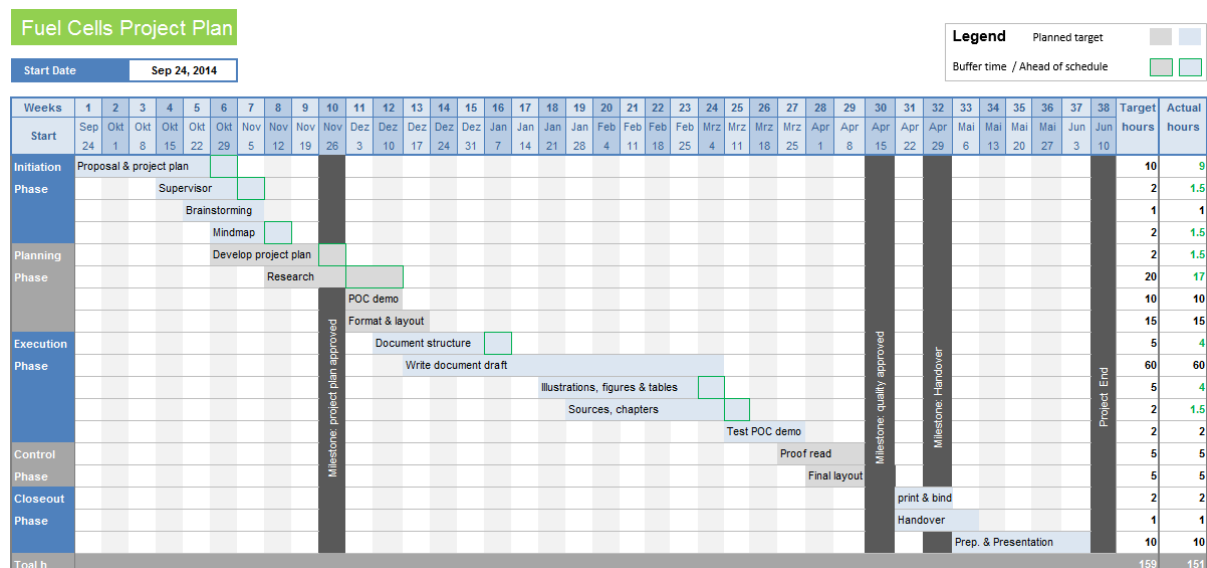 Fuel Cells Project Plan
Legend Planned target
Buffer time / Ahead of schedule
Start Date Sep 24, 2014
Weeks 1 2 3 4 5 6 7 8 9 10 11 12 13 14 15 16 17 18 19 20 21 22 23 24 25 26 27 28 29 30 31 32 33 34 35 36 37 38 Target Actual
Start Sep Okt Okt Okt Okt Okt Nov Nov Nov Nov Dez Dez Dez Dez Dez Jan Jan Jan Jan Feb Feb Feb Feb Mrz Mrz Mrz Mrz Apr Apr Apr Apr Apr Mai Mai Mai Mai Jun Jun hours hours
24 1 8 15 22 29 5 12 19 26 3 10 17 24 31 7 14 21 28 4 11 18 25 4 11 18 25 1 8 15 22 29 6 13 20 27 3 10
Initiation Proposal & project plan 10 9
Phase Supervisor 2 1.5
Brainstorming 1 1
Mindmap 2 1.5
Planning Develop project plan 2 1.5
Phase Research 20 17
POC demo 10 10
Format & layout 15 15
Execution Document structure 5 4
Phase Write document draft 60 60
Illustrations, figures & tables 5 4
Sources, chapters 2 1.5
Test POC demo 2 2
Control Proof read 5 5
Phase Final layout 5 5
Closeout print & bind 2 2
Phase Handover 1 1
Prep. & Presentation 10 10
Toal h 159 151
Milestone: project plan approved
Milestone: quality approved
Milestone: Handover
Project End